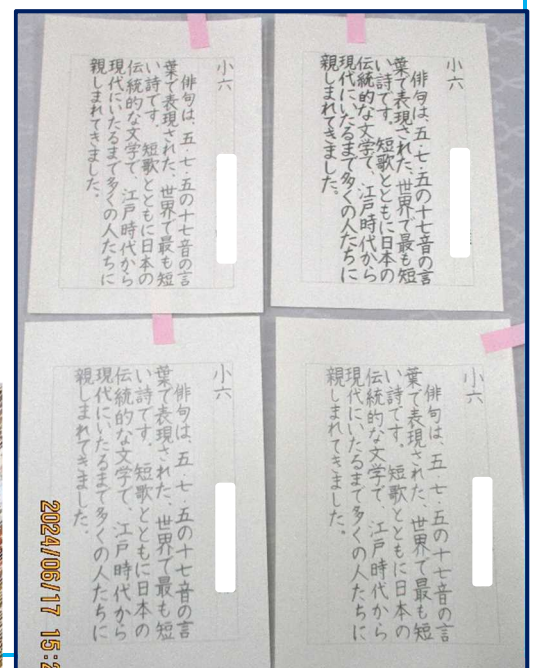 小六
俳句は、五・七・五の十七音の言
葉で表現された、世界で最も短
い詩です。短歌とともに日本の
伝統的な文学で、江戸時代から
現代にいたるまで多くの人たちに
親しまれてきました。
小六
俳句は、五・七・五の十七音の言
葉で表現された、世界で最も短
い詩です。短歌とともに日本の
伝統的な文学で、江戸時代から
現代にいたるまで多くの人たちに
親しまれてきました。
小六
俳句は、五・七・五の十七音の言
葉で表現された、世界で最も短
い詩です。短歌とともに日本の
伝統的な文学で、江戸時代から
現代にいたるまで多くの人たちに
親しまれてきました。
小六
俳句は、五・七・五の十七音の言
葉で表現された、世界で最も短
い詩です。短歌とともに日本の
伝統的な文学で、江戸時代から
現代にいたるまで多くの人たちに
親しまれてきました。
2024/06/17 15:2